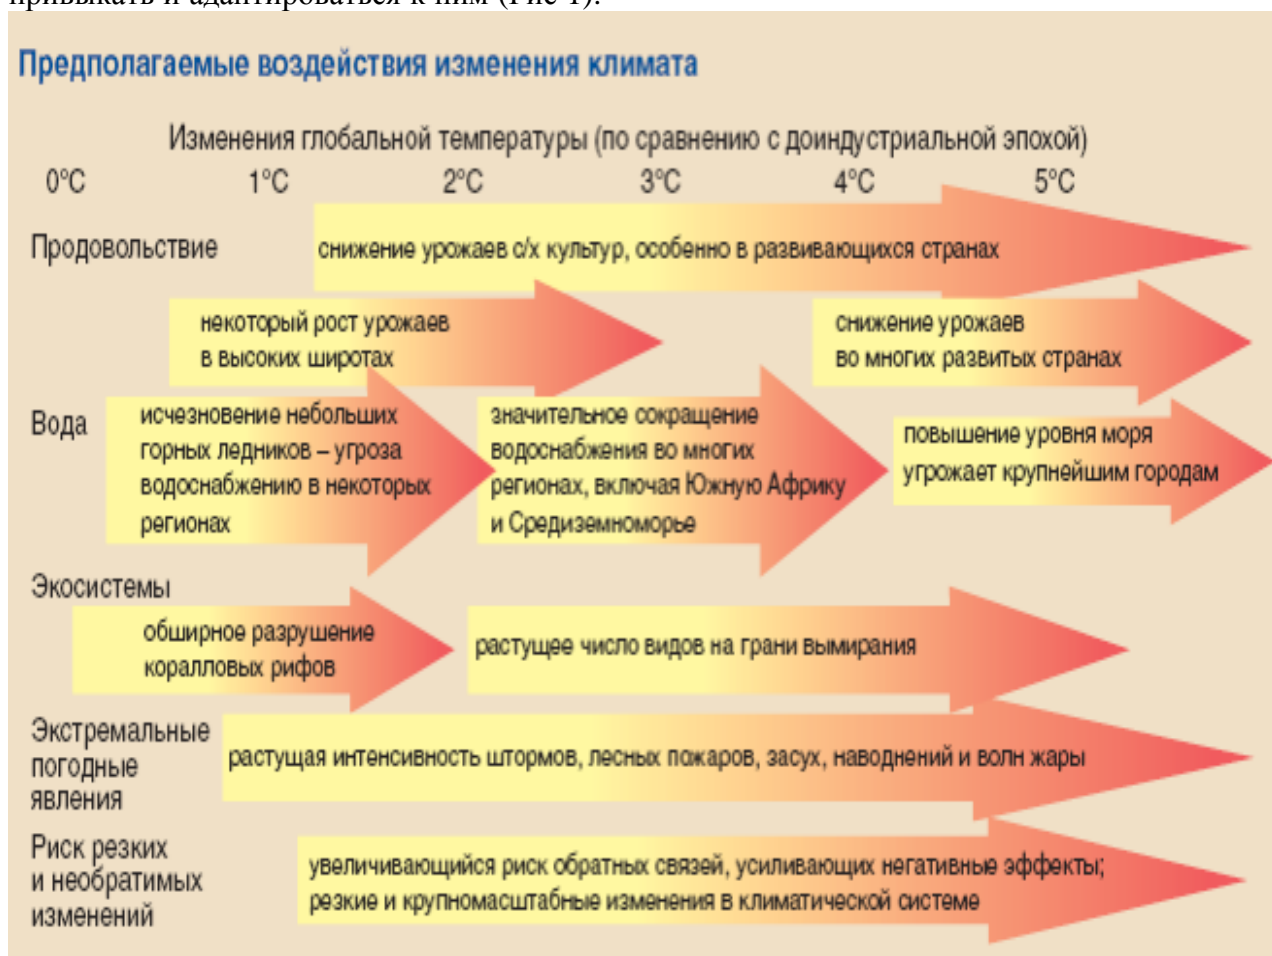 привыкать и адаптироваться к ним (Рис 1).
Предполагаемые воздействия изменения климата
Изменения глобальной температуры (по сравнению с доиндустриальной эпохой)
0°C 1°C 2°C 3°C 4°C 5°C
Продовольствие
снижение урожаев с/х культур, особенно в развивающихся странах
некоторый рост урожаев
в высоких широтах
снижение урожаев
во многих развитых странах
Вода
исчезновение небольших
горных ледников – угроза
водоснабжению в некоторых
регионах
значительное сокращение
водоснабжения во многих
регионах, включая Южную Африку
и Средиземноморье
повышение уровня моря
угрожает крупнейшим городам
Экосистемы
обширное разрушение
коралловых рифов
растущее число видов на грани вымирания
Экстремальные
погодные
явления
растущая интенсивность штормов, лесных пожаров, засух, наводнений и волн жары
Риск резких
и необратимых
изменений
увеличивающийся риск обратных связей, усиливающих негативные эффекты;
резкие и крупномасштабные изменения в климатической системе